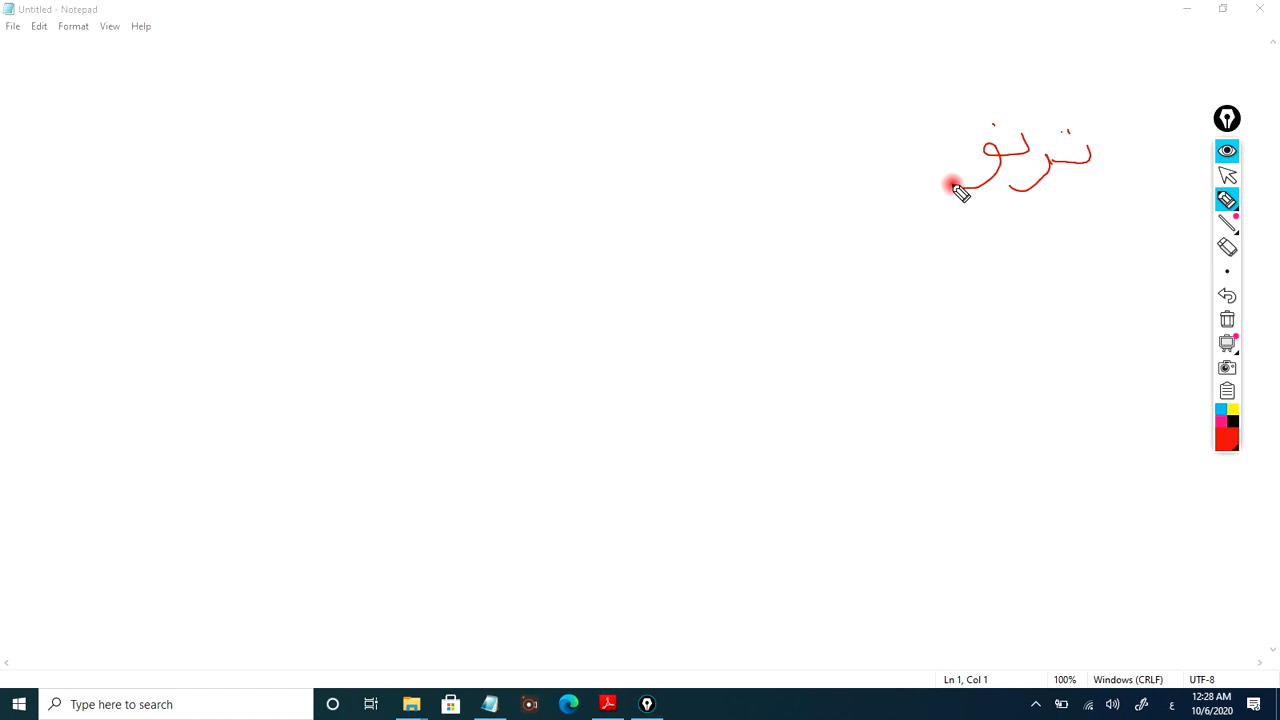 Untitled - Notepad
File Edit Format View Help
ترنو
Ln 1, Col 1 100% Windows (CRLF) UTF-8
Type here to search
ع
12:28 AM
10/6/2020